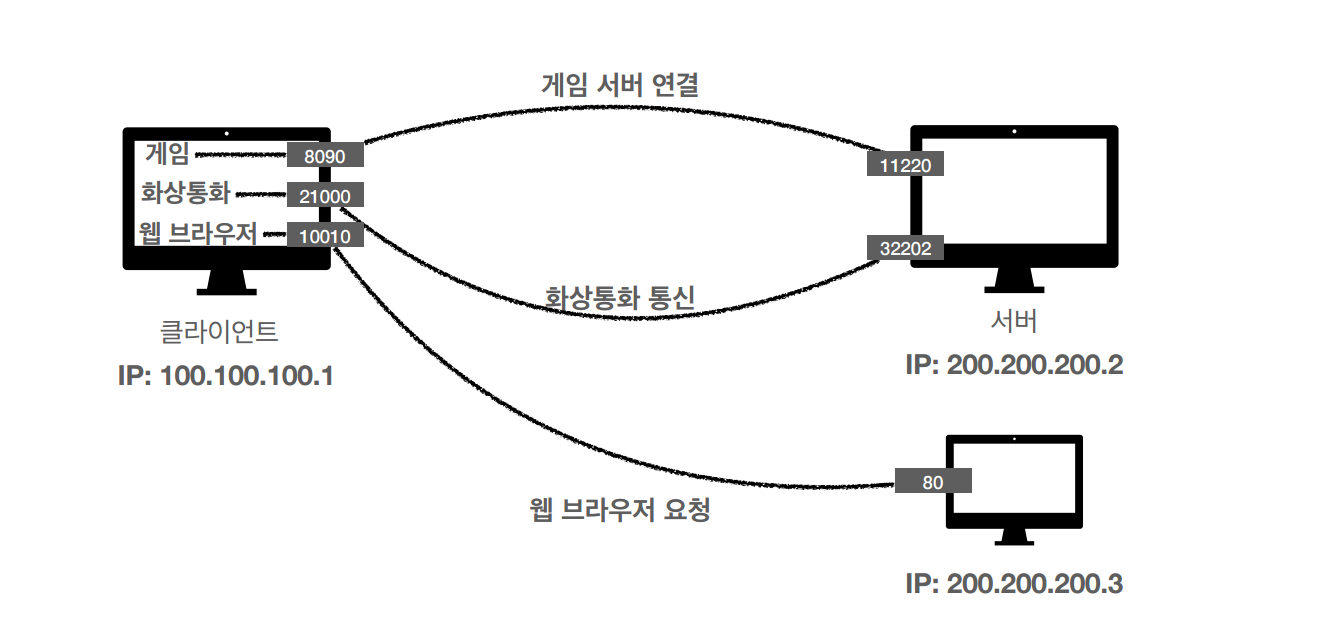 게임 서버 연결
게임 8090
화상통화 21000
웹 브라우저 10010
11220
32202
화상통화 통신
클라이언트
IP: 100.100.100.1
서버
IP: 200.200.200.2
80
웹 브라우저 요청
IP: 200.200.200.3